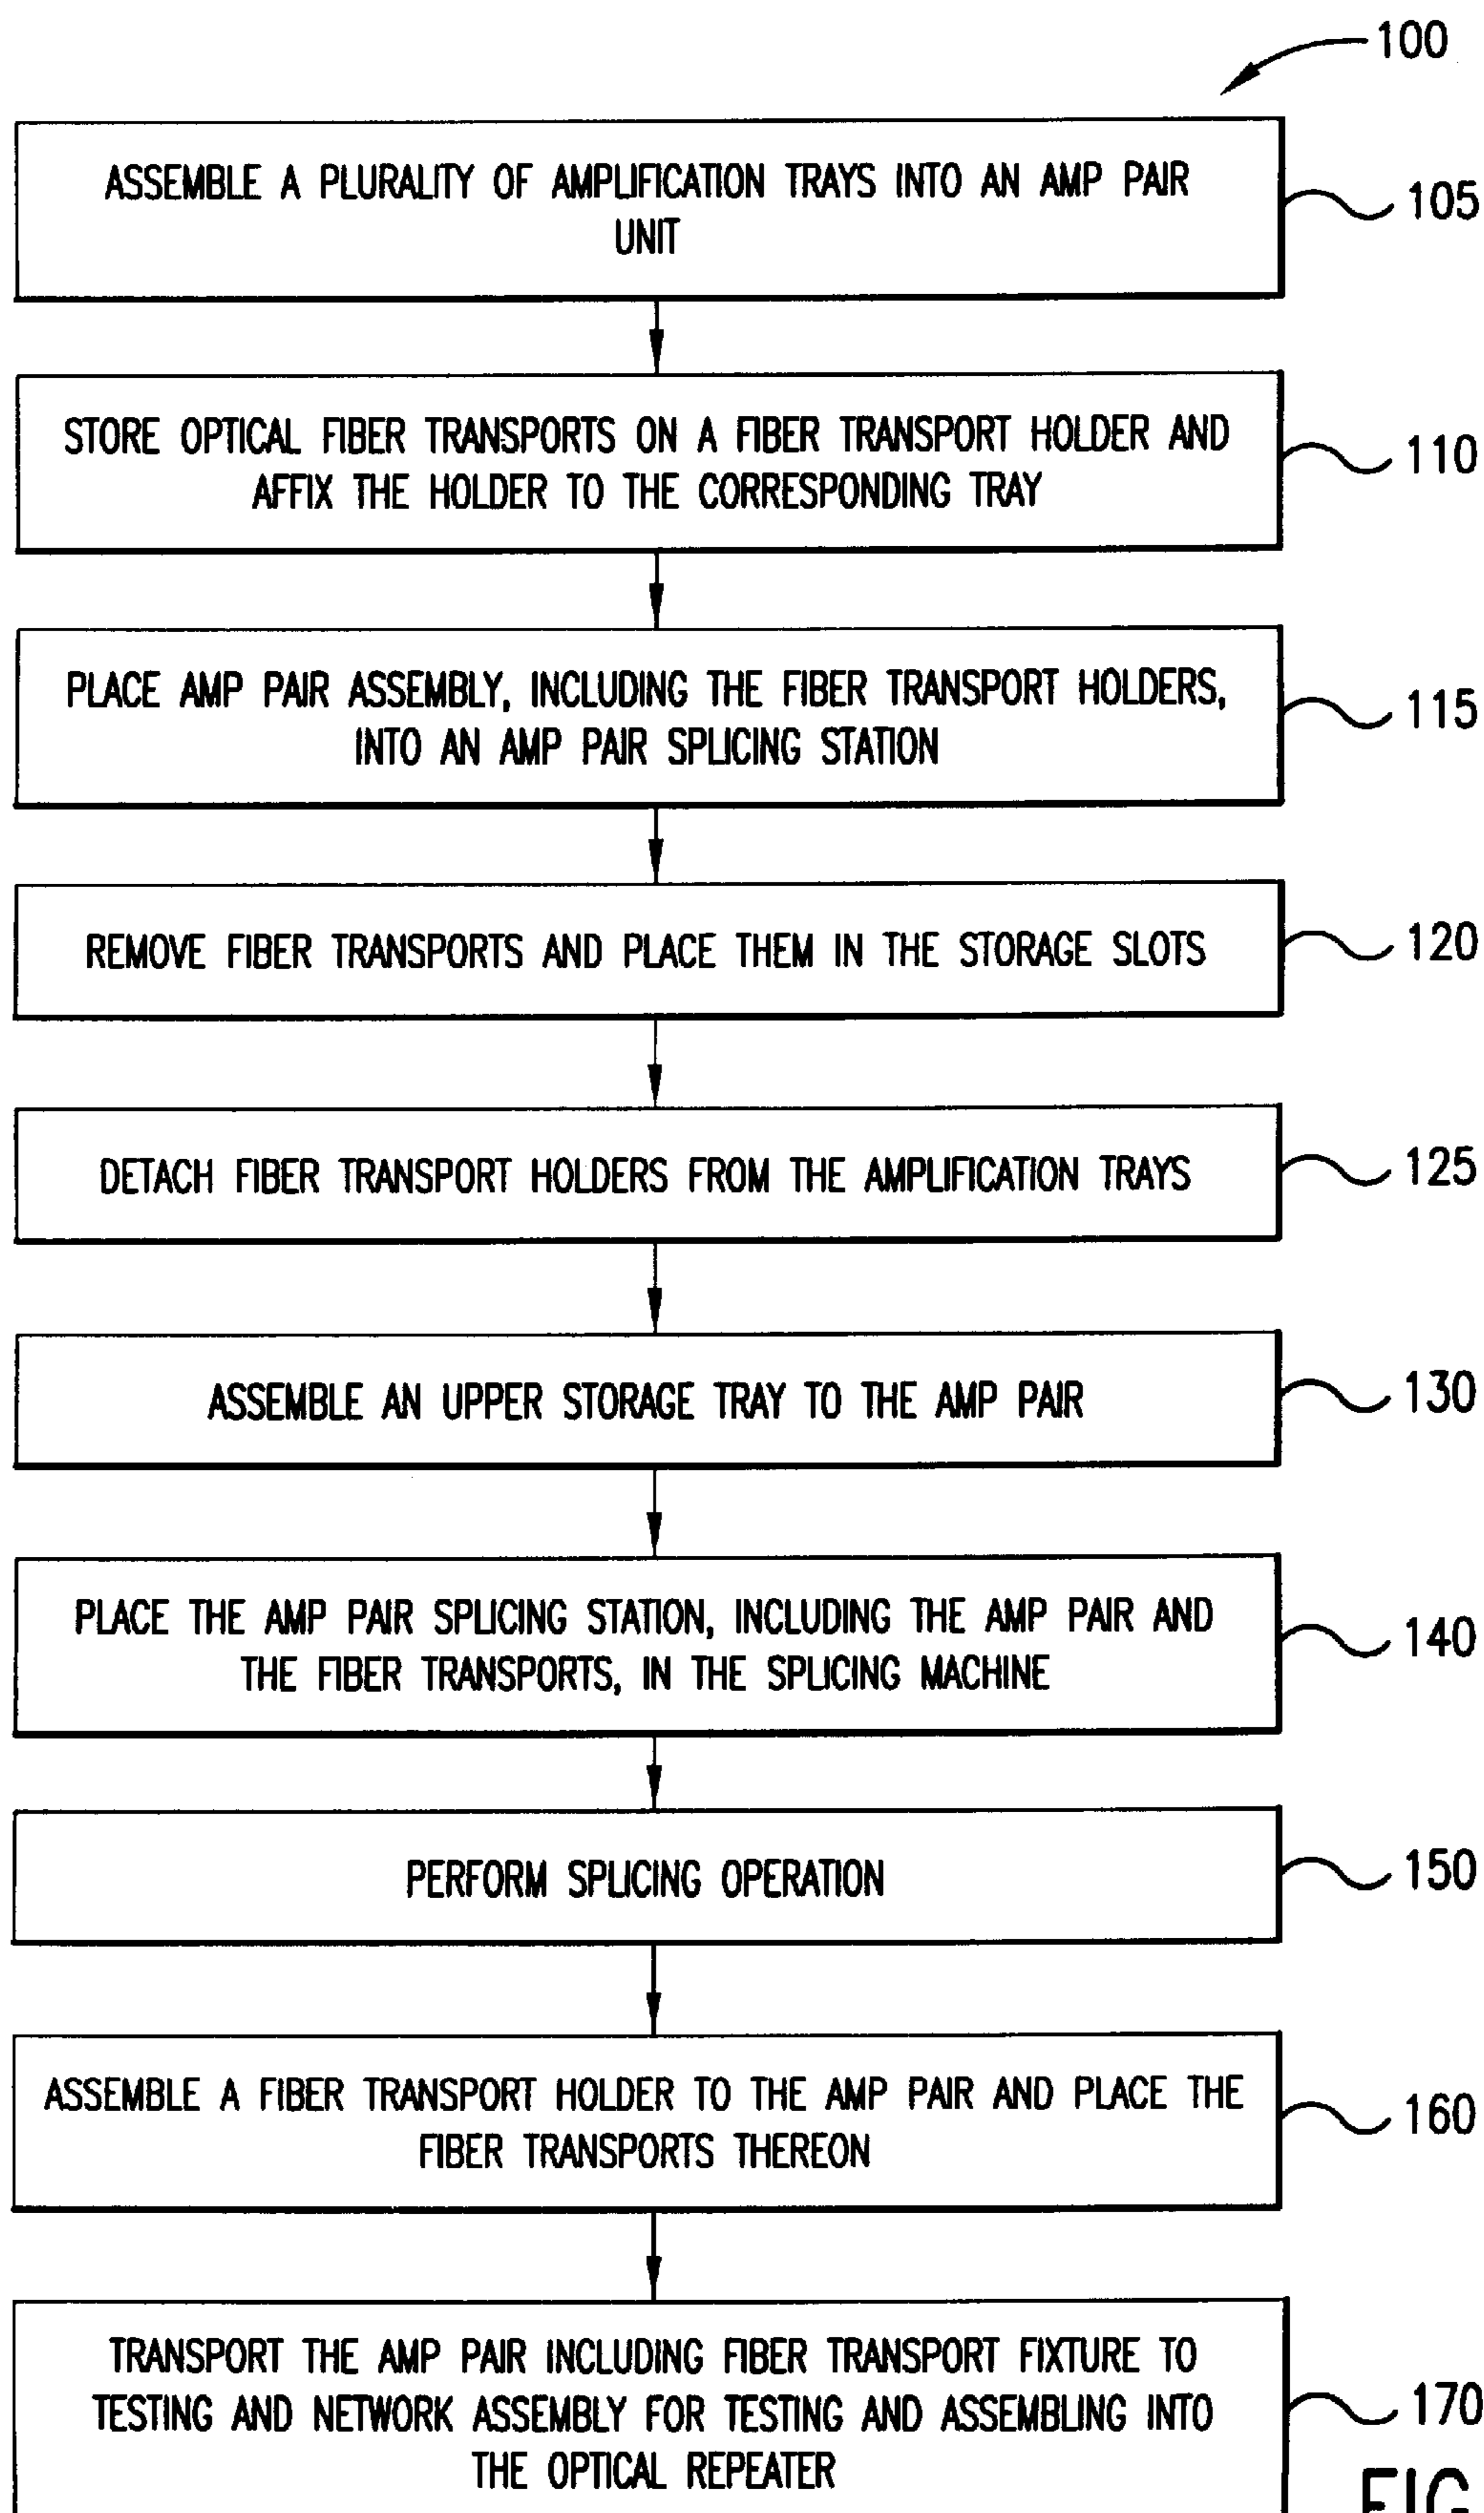 100
ASSEMBLE A PLURALITY OF AMPLIFICATION TRAYS INTO AN AMP PAIR
UNIT
105
STORE OPTICAL FIBER TRANSPORTS ON A FIBER TRANSPORT HOLDER AND
AFFIX THE HOLDER TO THE CORRESPONDING TRAY
110
PLACE AMP PAIR ASSEMBLY, INCLUDING THE FIBER TRANSPORT HOLDERS,
INTO AN AMP PAIR SPLICING STATION
115
REMOVE FIBER TRANSPORTS AND PLACE THEM IN THE STORAGE SLOTS
120
DETACH FIBER TRANSPORT HOLDERS FROM THE AMPLIFICATION TRAYS
125
ASSEMBLE AN UPPER STORAGE TRAY TO THE AMP PAIR
130
PLACE THE AMP PAIR SPLICING STATION, INCLUDING THE AMP PAIR AND
THE FIBER TRANSPORTS, IN THE SPLICING MACHINE
140
PERFORM SPLICING OPERATION
150
ASSEMBLE A FIBER TRANSPORT HOLDER TO THE AMP PAIR AND PLACE THE
FIBER TRANSPORTS THEREON
160
TRANSPORT THE AMP PAIR INCLUDING FIBER TRANSPORT FIXTURE TO
TESTING AND NETWORK ASSEMBLY FOR TESTING AND ASSEMBLING INTO
THE OPTICAL REPEATER
170
FIG